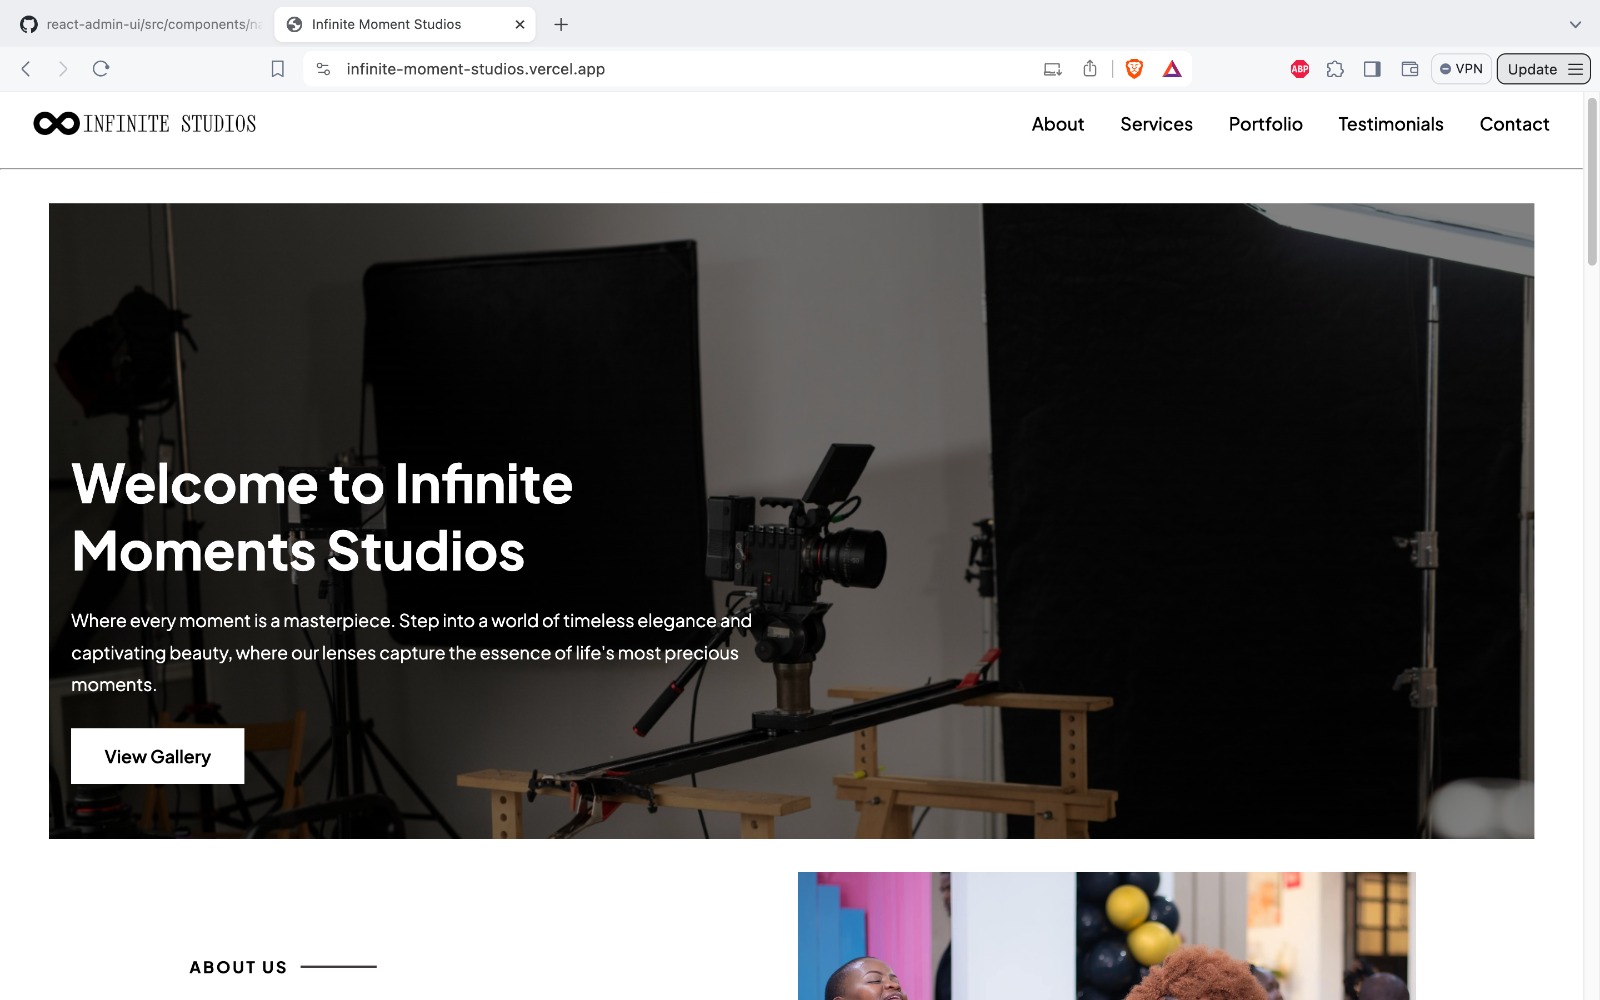 react-admin-ui/src/components/na
Infinite Moment Studios
infinite-moment-studios.vercel.app
ABP
VPN
Update
INFINITE STUDIOS
About
Services
Portfolio
Testimonials
Contact
Welcome to Infinite
Moments Studios
Where every moment is a masterpiece. Step into a world of timeless elegance and
captivating beauty, where our lenses capture the essence of life's most precious
moments.
View Gallery
ABOUT US